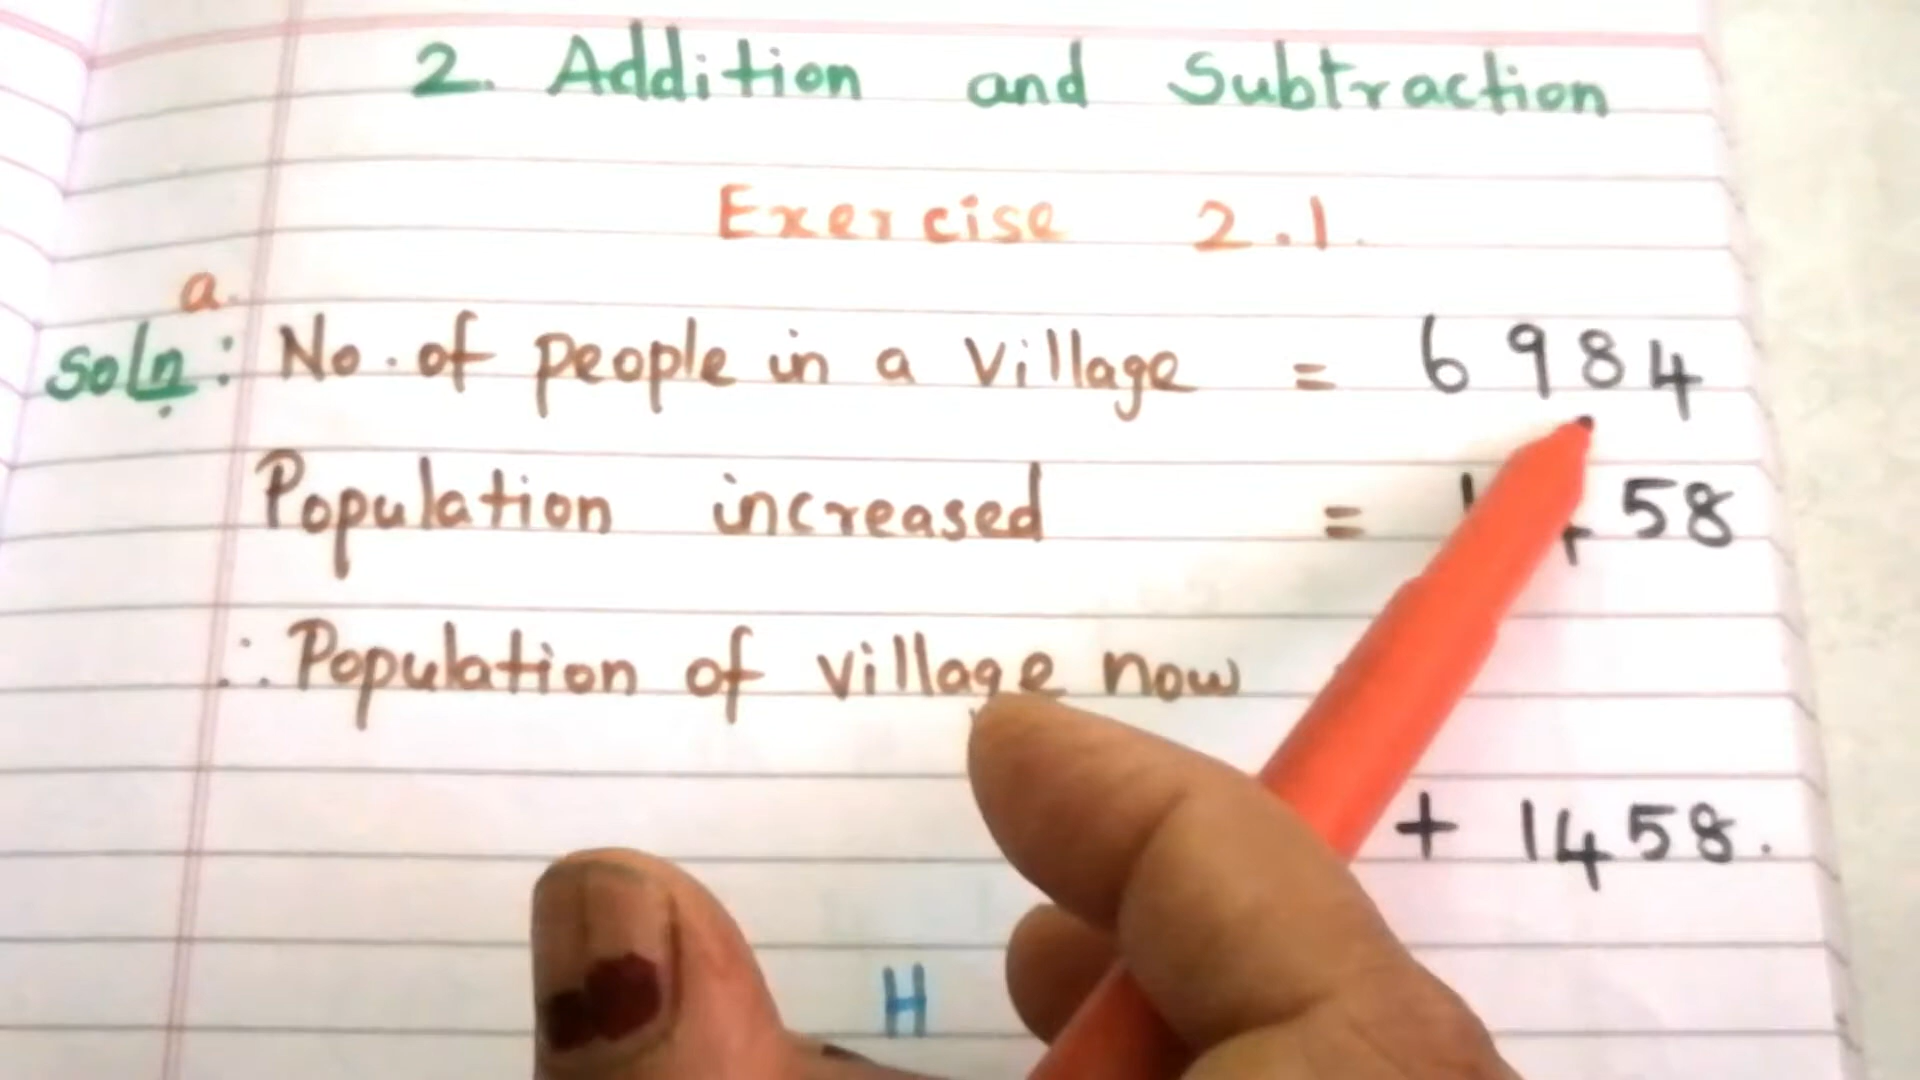 2. Addition and Subtraction
Exercise 2.1.
a.
Soln: No. of people in a Village = 6984
Population increased = 1458
∴ Population of village now
+ 1458.
H